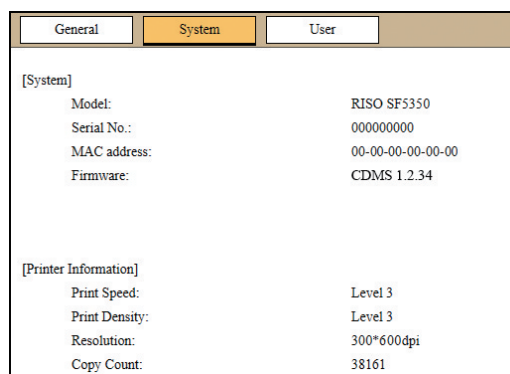 General System User
[System]
Model: RISO SF5350
Serial No.: 000000000
MAC address: 00-00-00-00-00-00
Firmware: CDMS 1.2.34
[Printer Information]
Print Speed: Level 3
Print Density: Level 3
Resolution: 300*600dpi
Copy Count: 38161